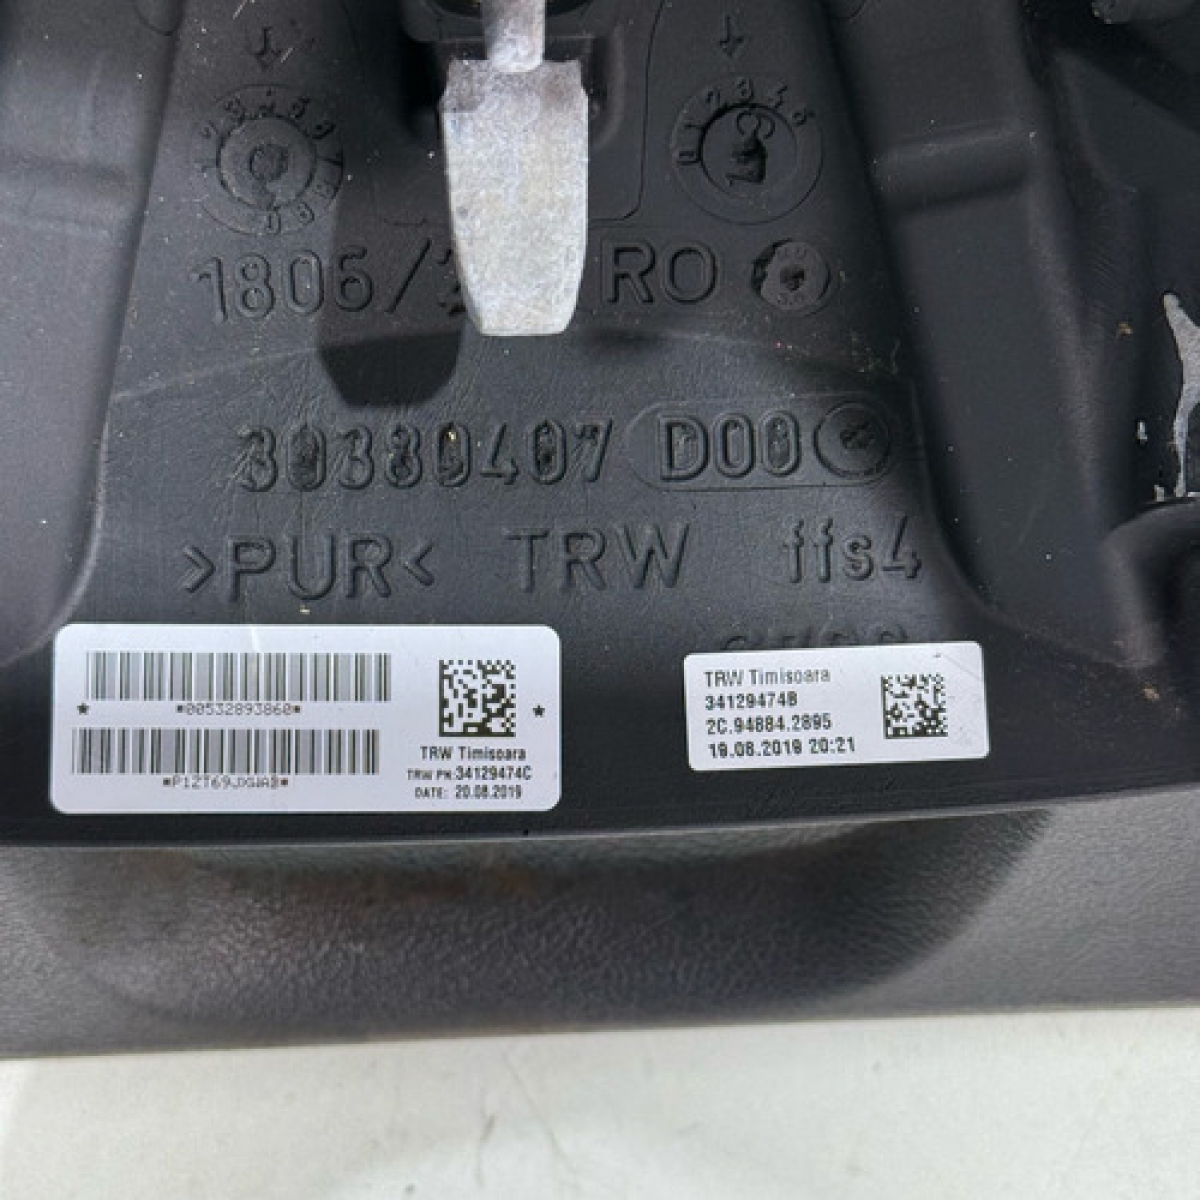 1806/ RO
30380407 D00
>PUR< TRW ffs4
*00532893860*
*P12T69JXWAB*
TRW Timisoara
TRW PN:34129474C
DATE: 20.08.2019
TRW Timisoara
34129474B
2C.94884.2895
19.08.2019 20:21